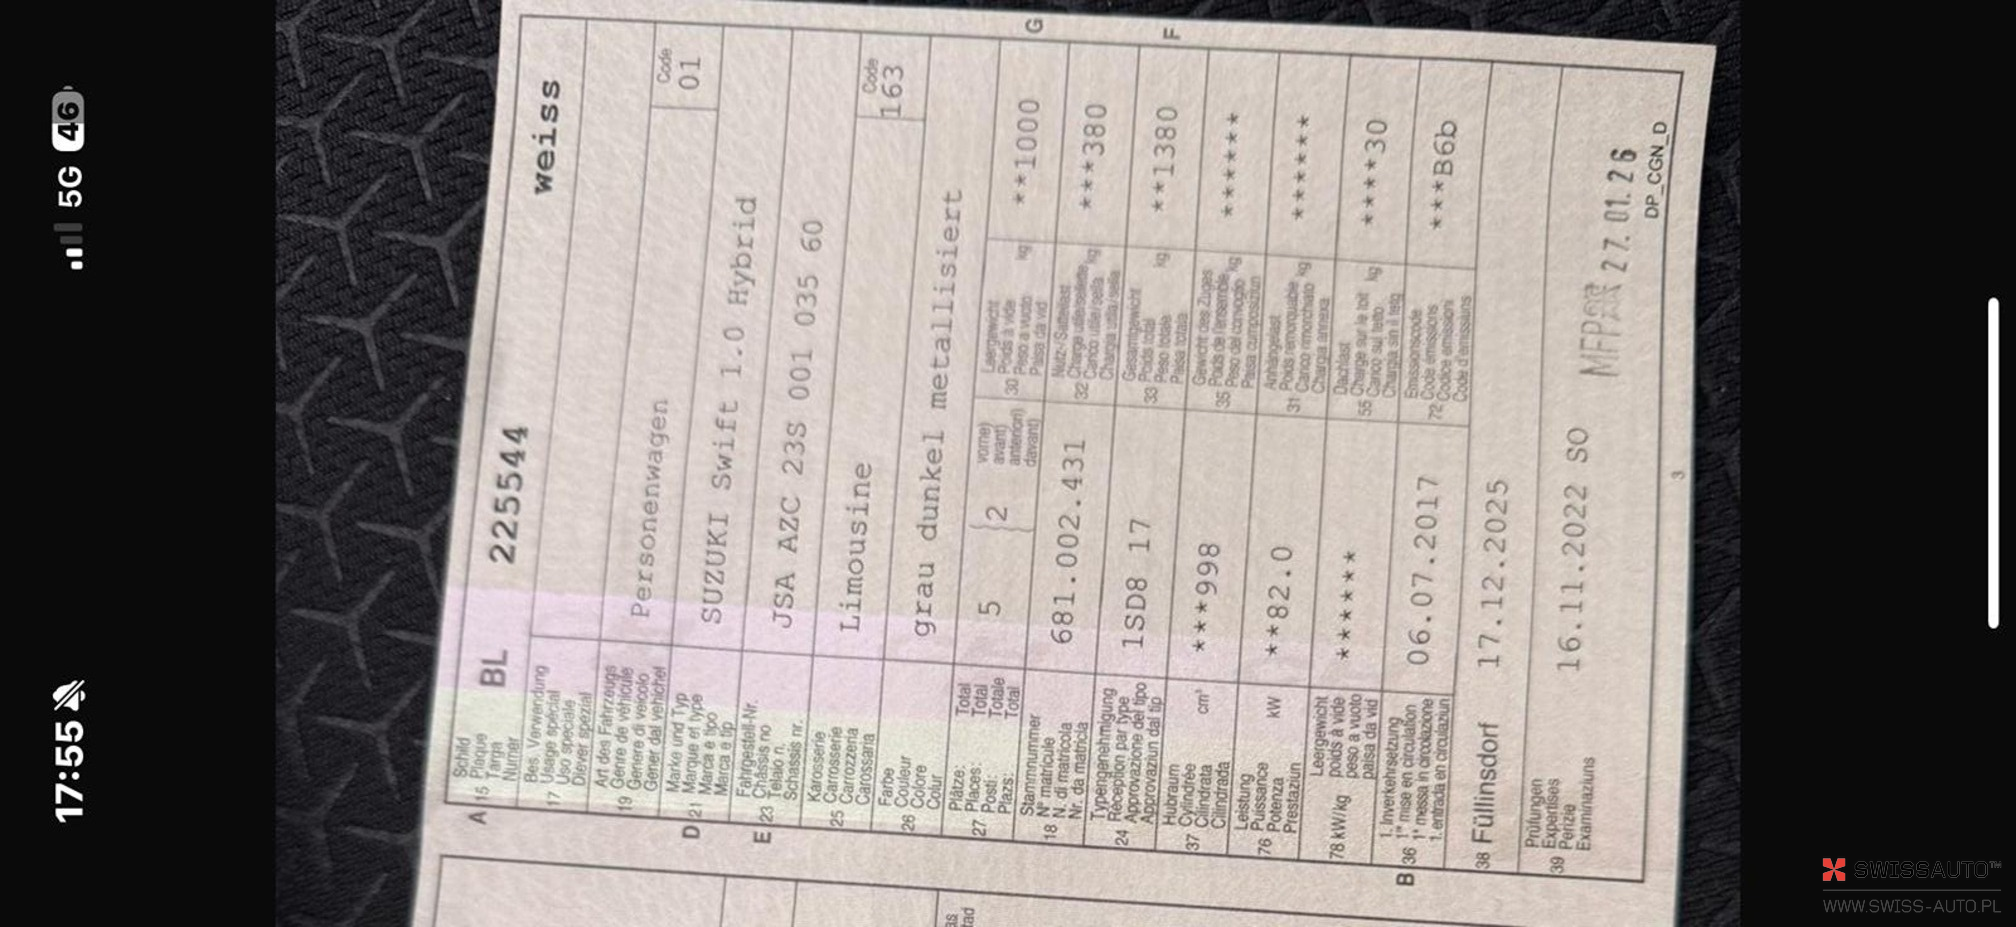 17:55
5G 46
A 15 Schild
Plaque
Targa
Numer
BL 225544 weiss
17 Bes. Verwendung
Usage spécial
Uso speciale
Diever spezial
19 Art des Fahrzeugs
Genre de véhicule
Genere di veicolo
Gener dal vehichel
Personenwagen
Code
01
D 21 Marke und Typ
Marque et type
Marca e tipo
Marca e tip
SUZUKI Swift 1.0 Hybrid
E 23 Fahrgestell-Nr.
Châssis no
Telaio n.
Schassis nr.
JSA AZC 23S 001 035 60
25 Karosserie
Carrosserie
Carrozzeria
Carossaria
Limousine
Code
163
26 Farbe
Couleur
Colore
Colur
grau dunkel metallisiert
27 Plätze: Total
Places: Total
Posti: Totale
Plazs: Total
5 2
vorne)
avant)
anteriori)
davant)
30 Leergewicht
Poids à vide
Peso a vuoto
Paisa da vid
kg
**1000
G
18 Stammnummer
N° matricule
N. di matricola
Nr. da matricla
681.002.431
32 Nutz-/Sattellast
Charge utile/sellette
Carico utile/sella
Chargia utila/sella
kg
****380
24 Typengenehmigung
Réception par type
Approvazione del tipo
Approvaziun dal tip
1SD8 17
33 Gesamtgewicht
Poids total
Peso totale
Paisa totala
kg
**1380
F
37 Hubraum
Cylindrée
Cilindrata
Cilindrada
cm³
***998
35 Gewicht des Zuges
Poids de l'ensemble
Peso del convoglio
Paisa cumposiziun
kg
******
76 Leistung
Puissance
Potenza
Prestaziun
kW
**82.0
31 Anhängelast
Poids remorquable
Carico rimorchiato
Chargia annexa
kg
******
78 kW/kg Leergewicht
poids à vide
peso a vuoto
paisa da vid
******
55 Dachlast
Charge sur le toit
Carico sul tetto
Chargia sin il tetg
kg
*****30
B 36 1. Inverkehrsetzung
1re mise en circulation
1a messa in circolazione
1. entrada en circulaziun
06.07.2017
72 Emissionscode
Code émissions
Codice emissioni
Code d'emissiuns
***B6b
38 Füllinsdorf 17.12.2025
39 Prüfungen
Expertises
Perizie
Examinaziuns
16.11.2022 SO
27.01.26
3
DP_CGN_D
SWISSAUTO™
WWW.SWISS-AUTO.PL